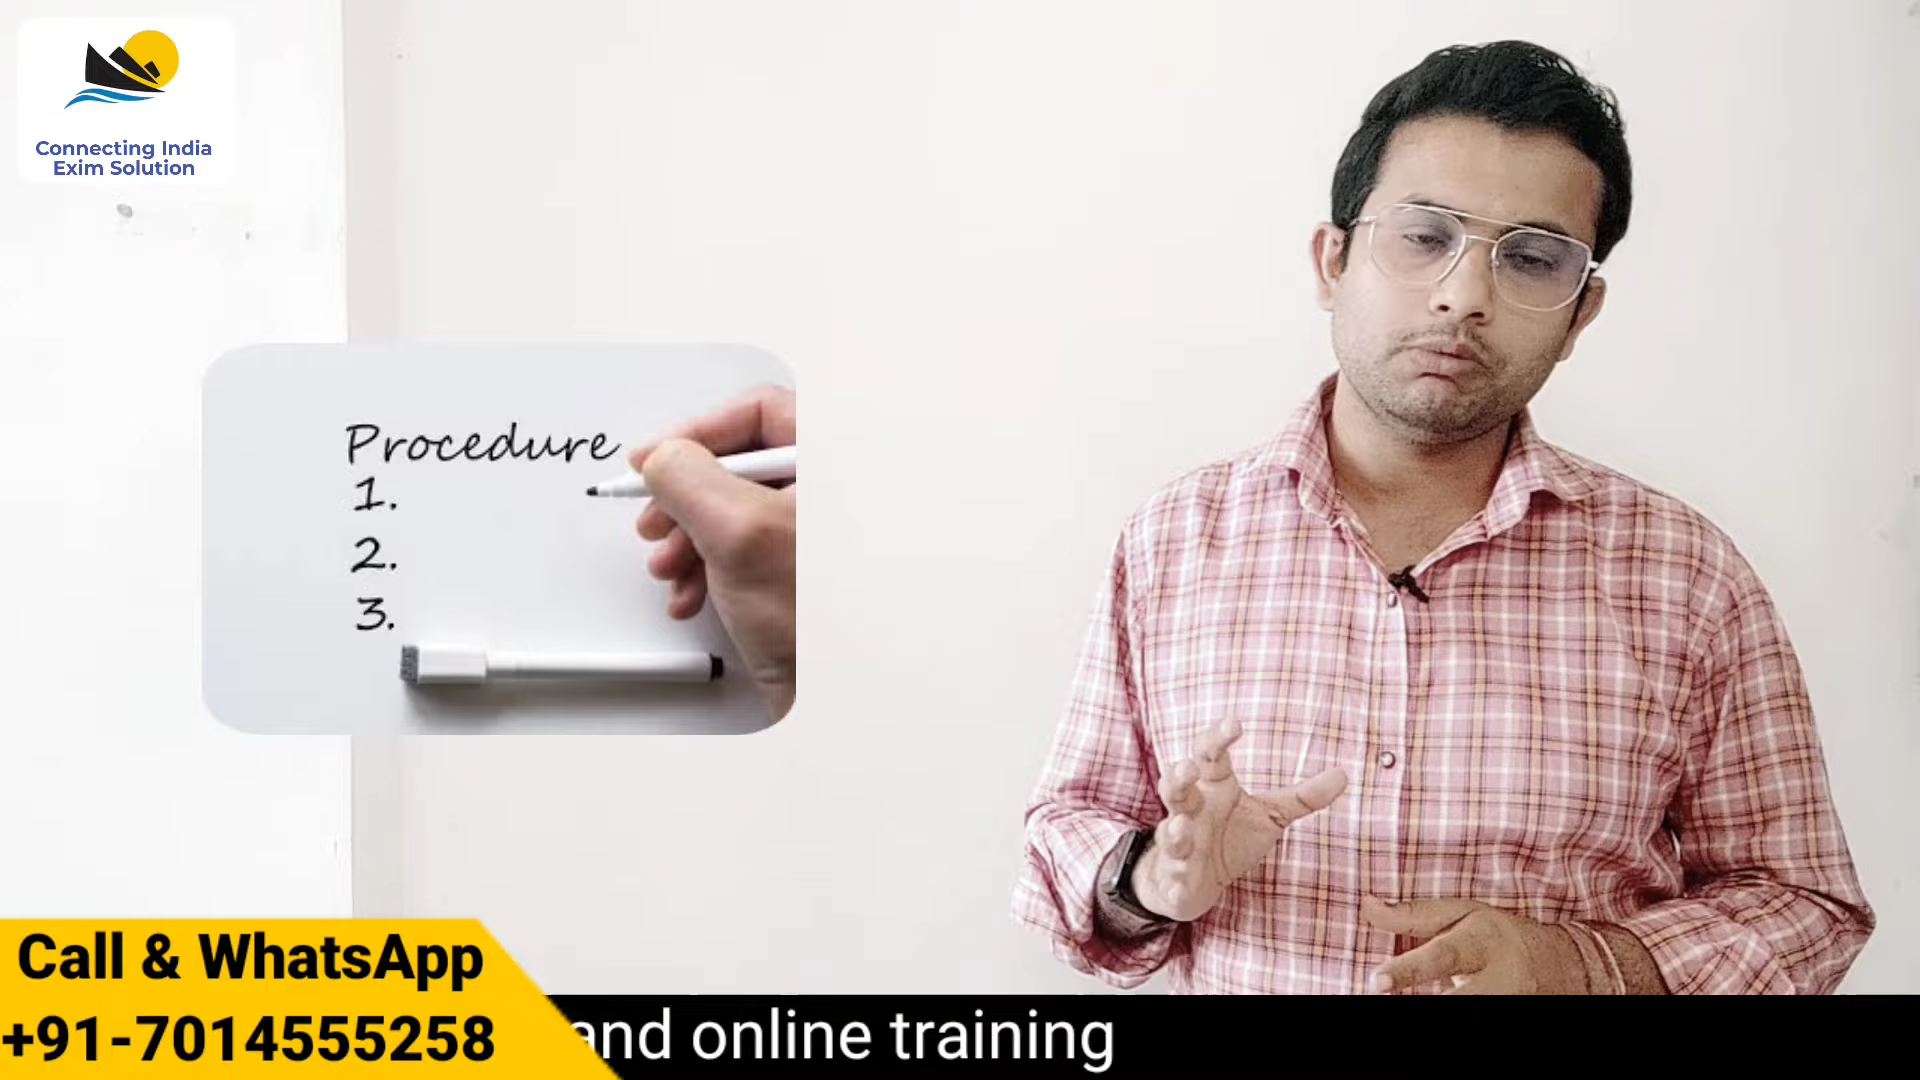 Connecting India
Exim Solution
Procedure
1.
2.
3.
Call & WhatsApp
+91-7014555258
and online training